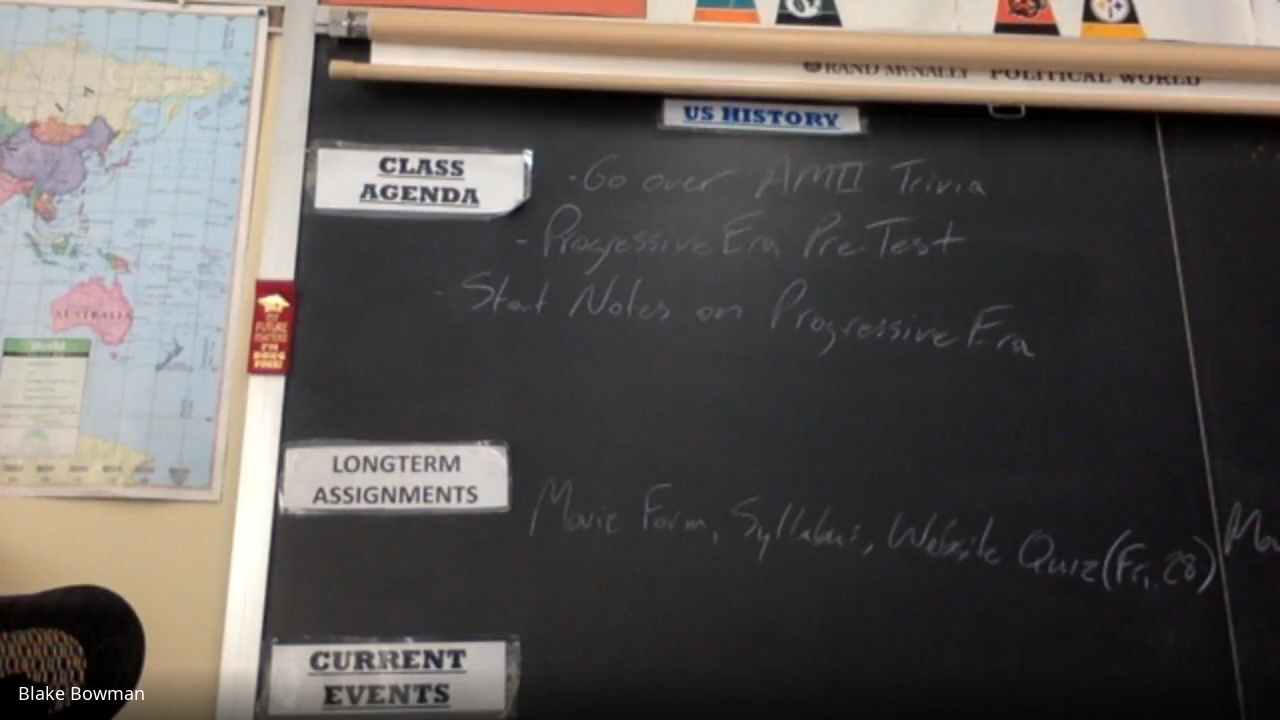 RAND McNALLY POLITICAL WORLD
US HISTORY
CLASS
AGENDA
- Go over AMII Trivia
- Progressive Era Pre-Test
- Start Notes on Progressive Era
AUSTRALIA
LONGTERM
ASSIGNMENTS
Movie Form, Syllabus, Website Quiz (Fri. 28)
CURRENT
EVENTS
Blake Bowman